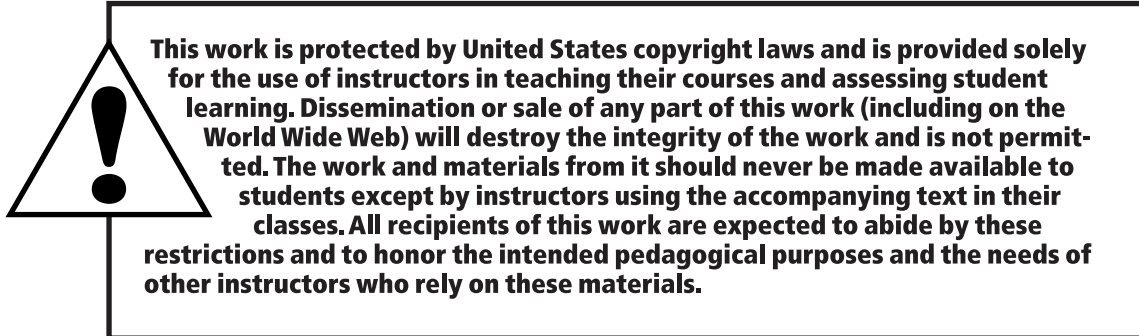 This work is protected by United States copyright laws and is provided solely
for the use of instructors in teaching their courses and assessing student
learning. Dissemination or sale of any part of this work (including on the
World Wide Web) will destroy the integrity of the work and is not permit-
ted. The work and materials from it should never be made available to
students except by instructors using the accompanying text in their
classes. All recipients of this work are expected to abide by these
restrictions and to honor the intended pedagogical purposes and the needs of
other instructors who rely on these materials.